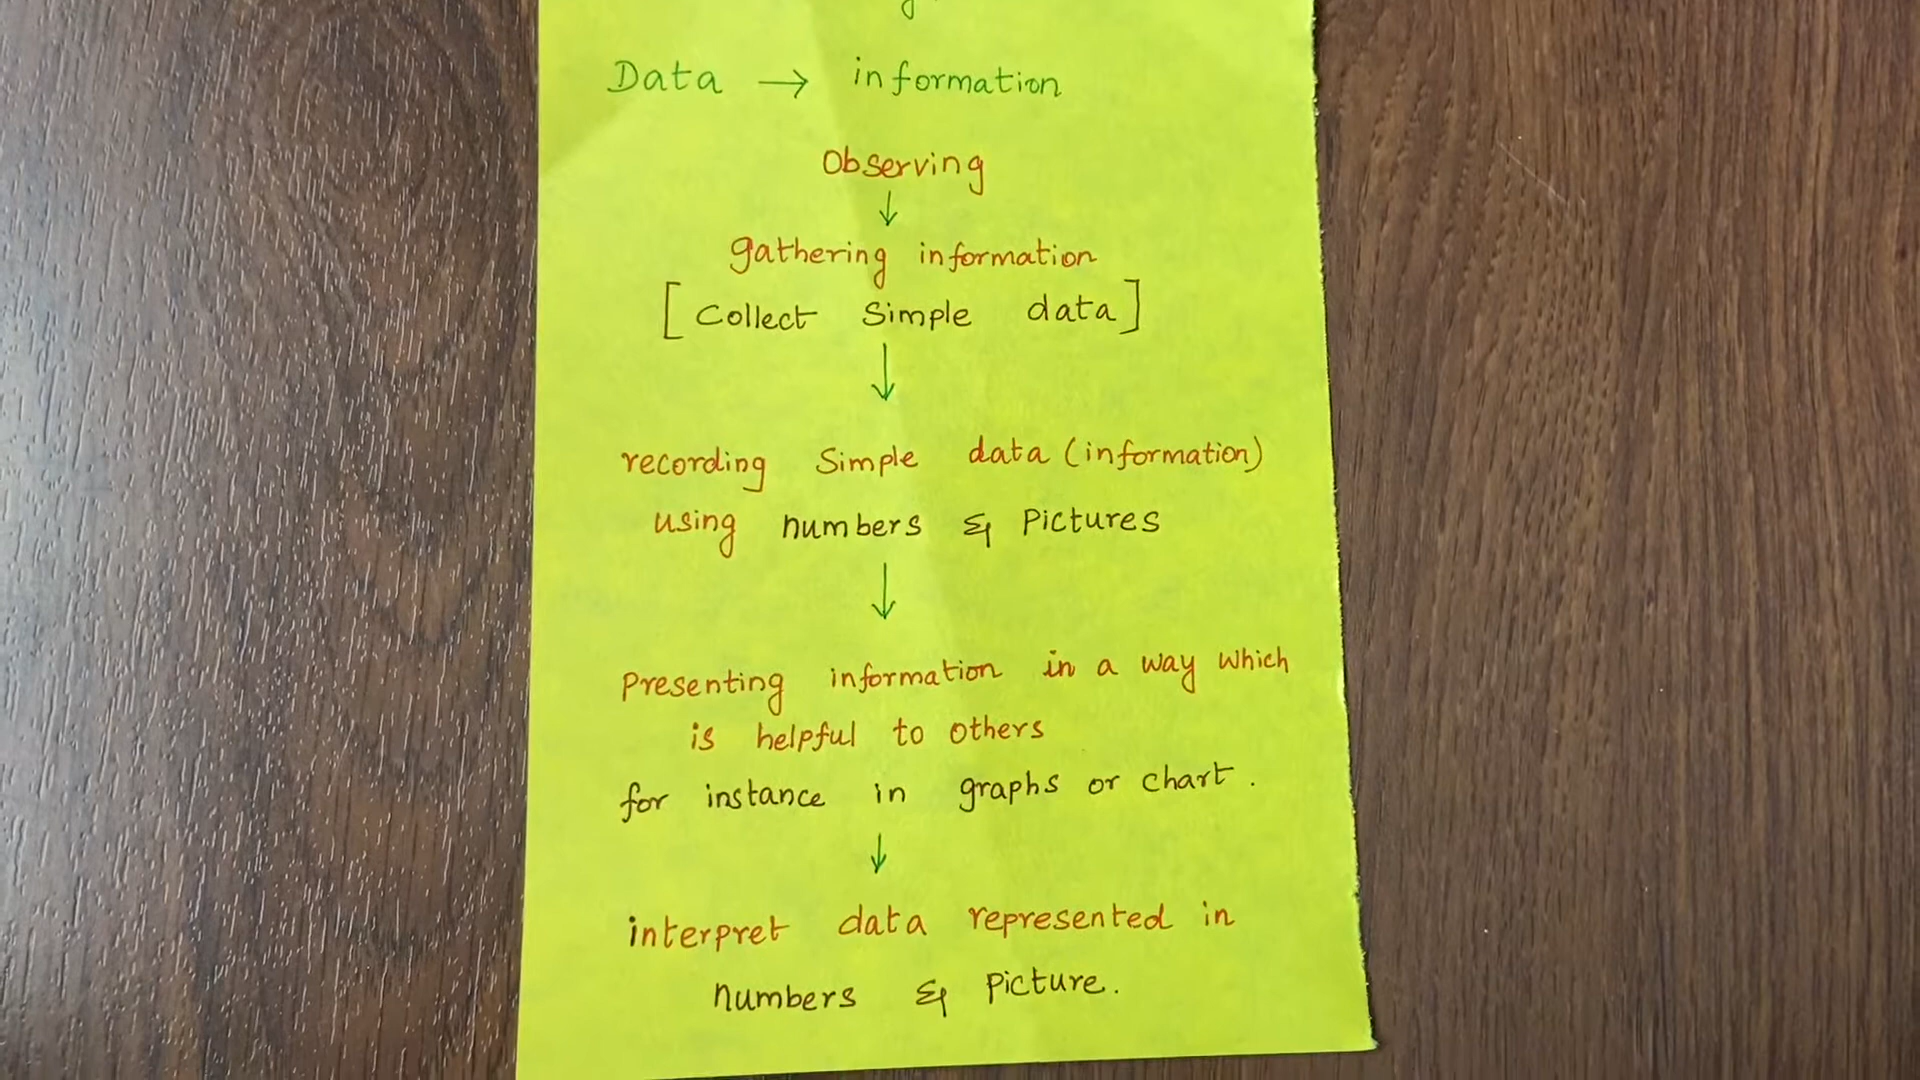 Data → information
Observing
↓
gathering information
[Collect Simple data]
↓
recording Simple data (information)
using numbers & Pictures
↓
Presenting information in a way which
is helpful to others
for instance in graphs or chart.
↓
interpret data represented in
numbers & Picture.